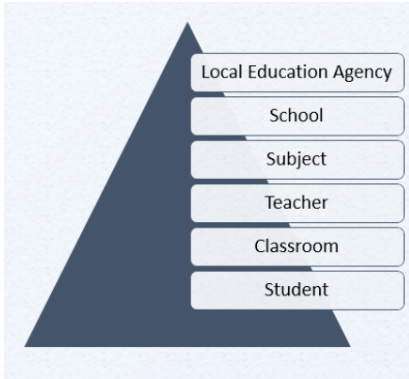 Local Education Agency
School
Subject
Teacher
Classroom
Student